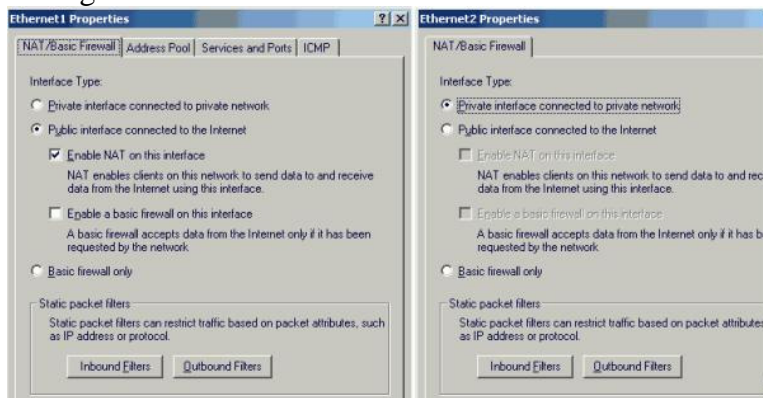 Ethernet1 Properties
NAT/Basic Firewall
Address Pool
Services and Ports
ICMP
Interface Type:
Private interface connected to private network
Public interface connected to the Internet
Enable NAT on this interface
NAT enables clients on this network to send data to and receive
data from the Internet using this interface.
Enable a basic firewall on this interface
A basic firewall accepts data from the Internet only if it has been
requested by the network
Basic firewall only
Static packet filters
Static packet filters can restrict traffic based on packet attributes, such
as IP address or protocol.
Inbound Filters
Outbound Filters
Ethernet2 Properties
NAT/Basic Firewall
Interface Type:
Private interface connected to private network
Public interface connected to the Internet
Enable NAT on this interface
NAT enables clients on this network to send data to and rec
data from the Internet using this interface.
Enable a basic firewall on this interface
A basic firewall accepts data from the Internet only if it has b
requested by the network
Basic firewall only
Static packet filters
Static packet filters can restrict traffic based on packet attributes
as IP address or protocol.
Inbound Filters
Outbound Filters